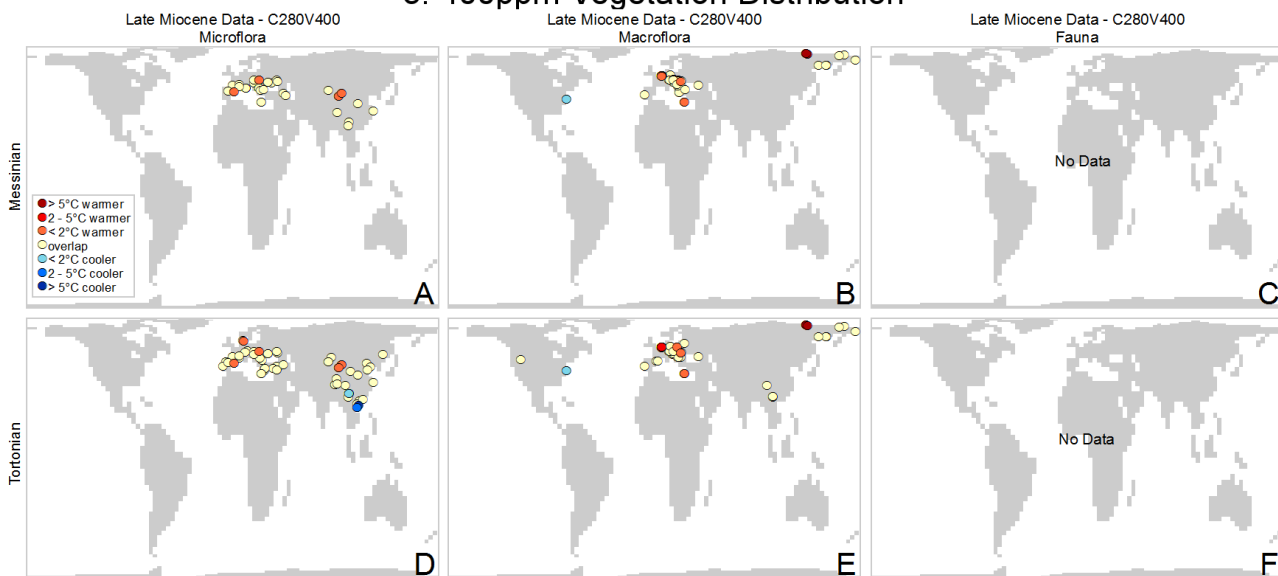 Late Miocene Data - C280V400
Microflora
Late Miocene Data - C280V400
Macroflora
Late Miocene Data - C280V400
Fauna
Messinian
> 5°C warmer
2 - 5°C warmer
< 2°C warmer
overlap
< 2°C cooler
2 - 5°C cooler
> 5°C cooler
A
B
No Data
C
Tortonian
D
E
No Data
F